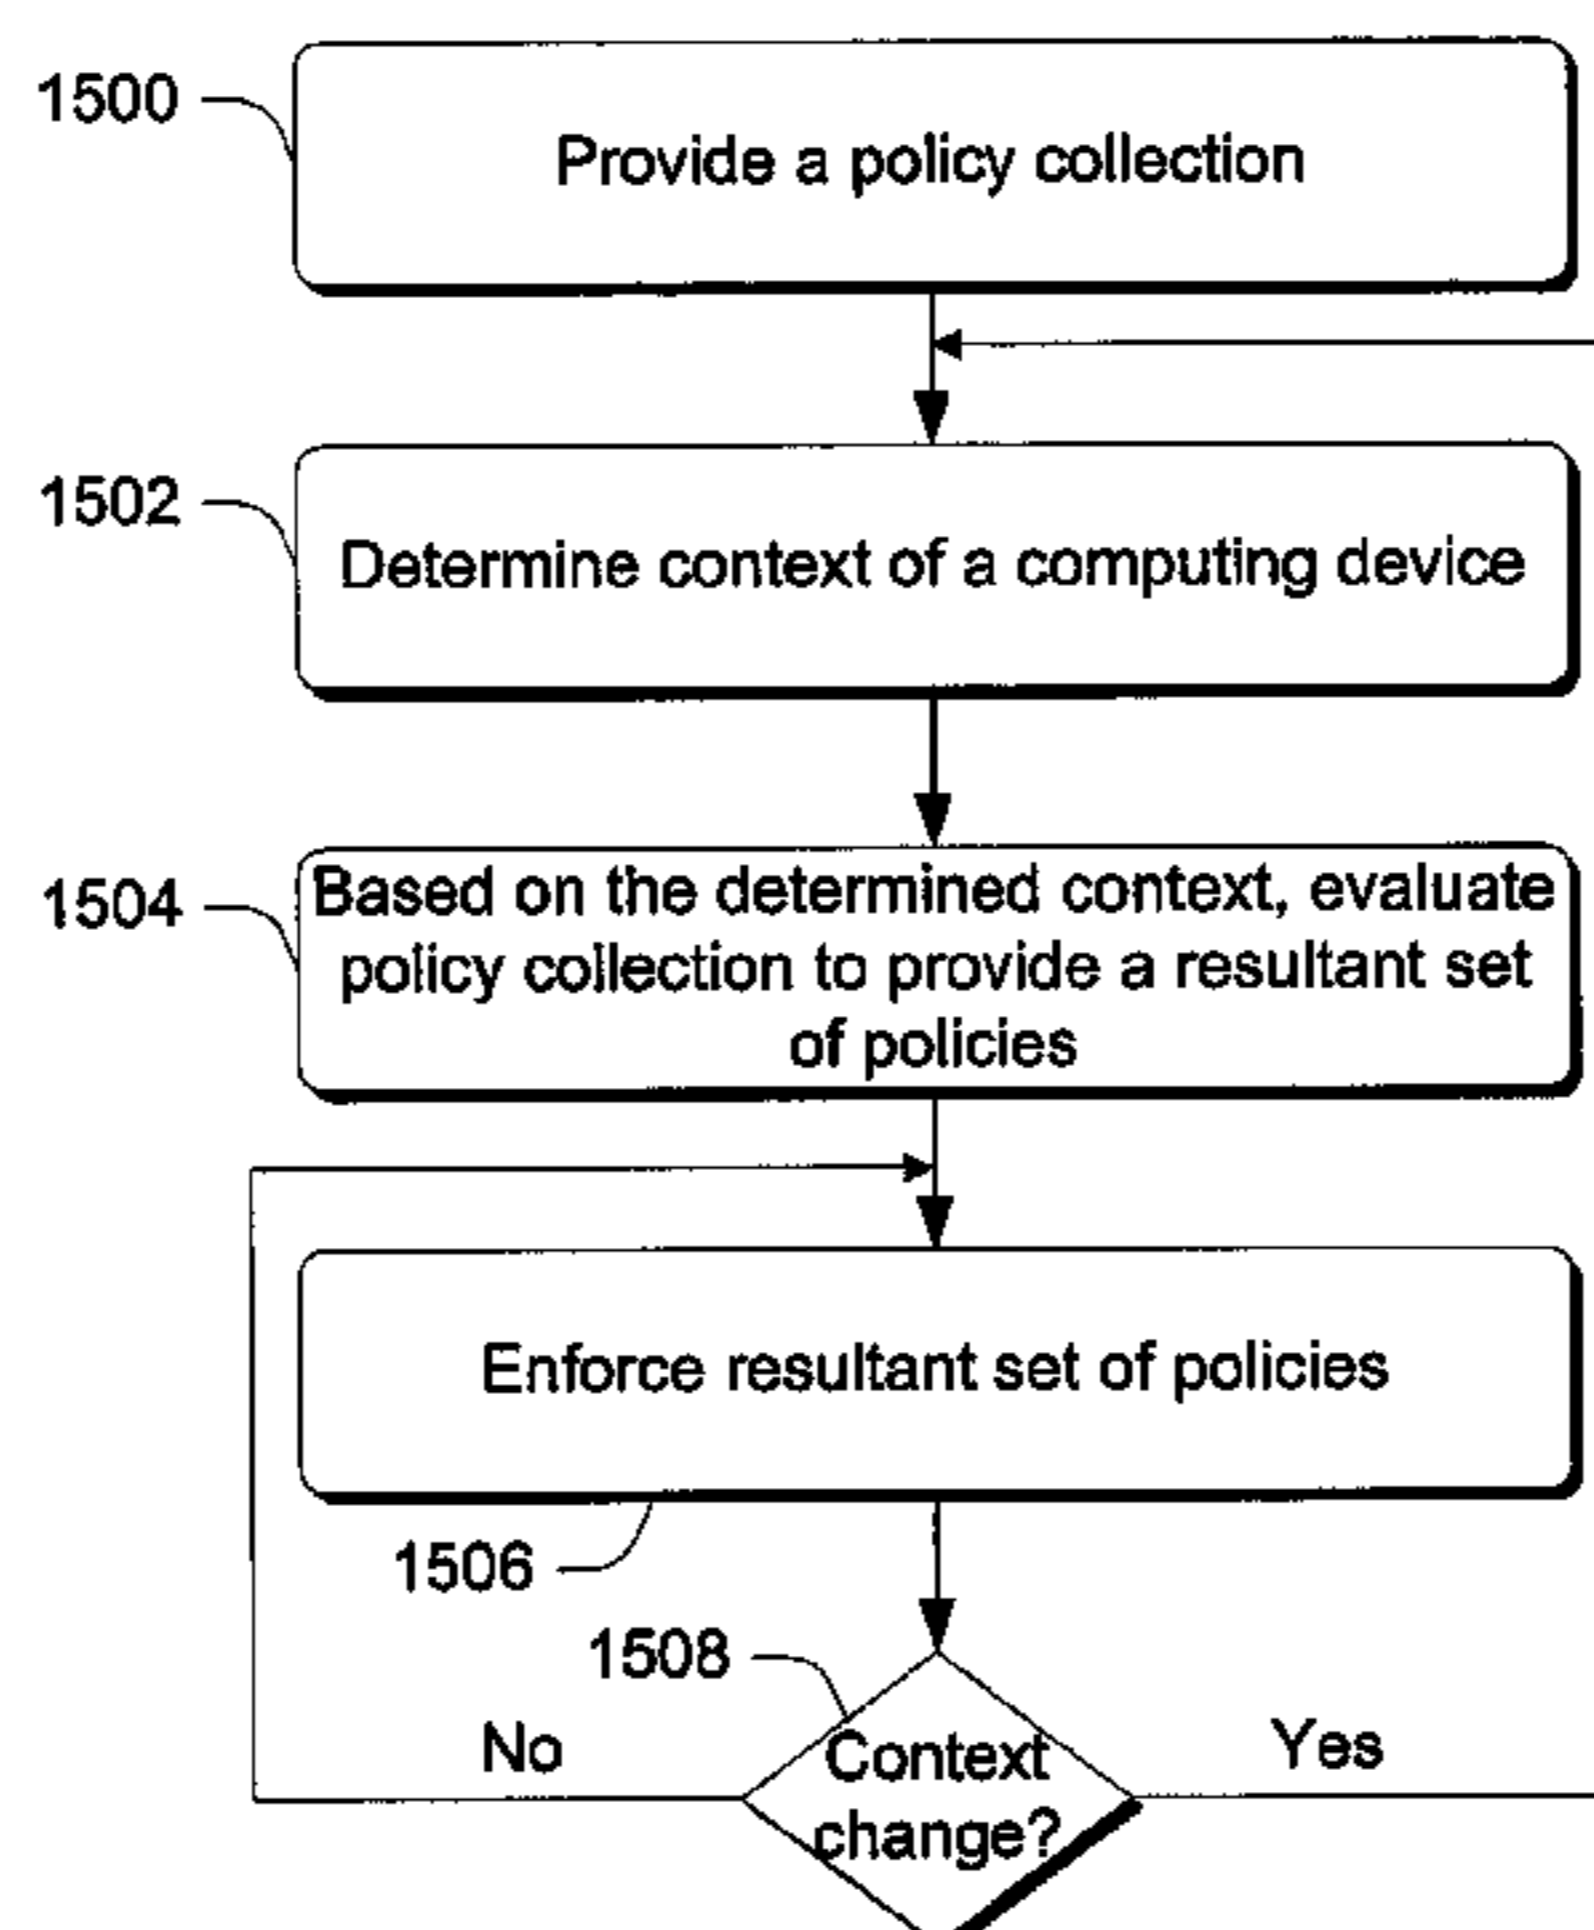 1500
Provide a policy collection
1502
Determine context of a computing device
1504
Based on the determined context, evaluate
policy collection to provide a resultant set
of policies
Enforce resultant set of policies
1506
1508
No
Context
change?
Yes